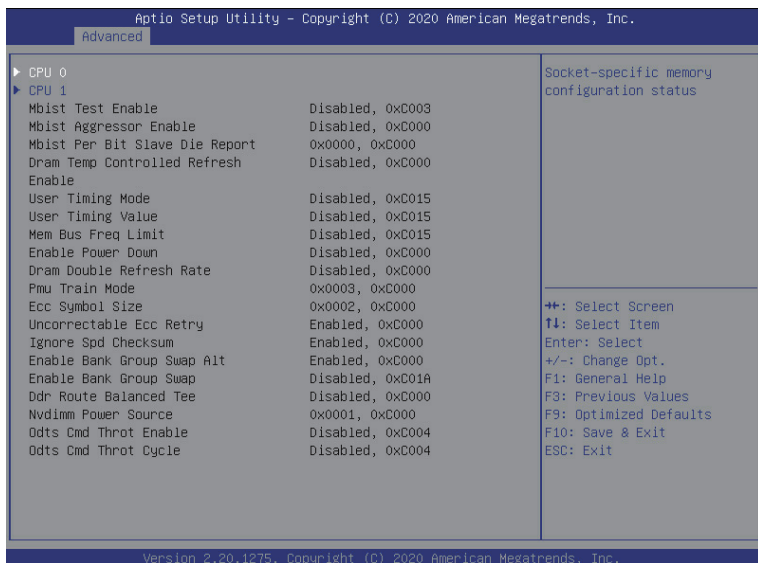 Aptio Setup Utility – Copyright (C) 2020 American Megatrends, Inc.
Advanced
CPU 0
CPU 1
Mbist Test Enable Disabled, 0xC003
Mbist Aggressor Enable Disabled, 0xC000
Mbist Per Bit Slave Die Report 0x0000, 0xC000
Dram Temp Controlled Refresh Disabled, 0xC000
Enable
User Timing Mode Disabled, 0xC015
User Timing Value Disabled, 0xC015
Mem Bus Freq Limit Disabled, 0xC015
Enable Power Down Disabled, 0xC000
Dram Double Refresh Rate Disabled, 0xC000
Pmu Train Mode 0x0003, 0xC000
Ecc Symbol Size 0x0002, 0xC000
Uncorrectable Ecc Retry Enabled, 0xC000
Ignore Spd Checksum Enabled, 0xC000
Enable Bank Group Swap Alt Enabled, 0xC000
Enable Bank Group Swap Disabled, 0xC01A
Ddr Route Balanced Tee Disabled, 0xC000
Nvdimm Power Source 0x0001, 0xC000
Odts Cmd Throt Enable Disabled, 0xC004
Odts Cmd Throt Cycle Disabled, 0xC004
Socket-specific memory
configuration status
→←: Select Screen
↑↓: Select Item
Enter: Select
+/-: Change Opt.
F1: General Help
F3: Previous Values
F9: Optimized Defaults
F10: Save & Exit
ESC: Exit
Version 2.20.1275. Copyright (C) 2020 American Megatrends, Inc.